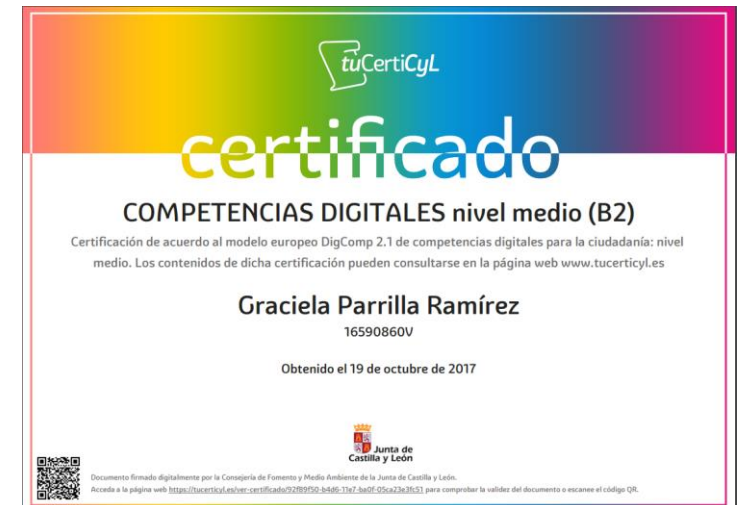 tuCertiCyL
certificado
COMPETENCIAS DIGITALES nivel medio (B2)
Certificación de acuerdo al modelo europeo DigComp 2.1 de competencias digitales para la ciudadanía: nivel
medio. Los contenidos de dicha certificación pueden consultarse en la página web www.tucerticyl.es
Graciela Parrilla Ramírez
16590860V
Obtenido el 19 de octubre de 2017
Junta de
Castilla y León
Documento firmado digitalmente por la Consejería de Fomento y Medio Ambiente de la Junta de Castilla y León.
Acceda a la página web https://tucerticyl.es/ver-certificado/92f89f50-b4d6-11e7-ba0f-05ca23e3fc51 para comprobar la validez del documento o escanee el código QR.